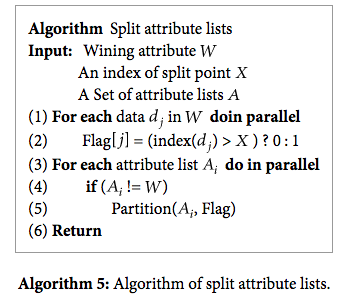 Algorithm Split attribute lists
Input: Wining attribute W
An index of split point X
A Set of attribute lists A
(1) For each data d_j in W doin parallel
(2) Flag[j] = (index(d_j) > X ) ? 0 : 1
(3) For each attribute list A_i do in parallel
(4) if (A_i != W)
(5) Partition(A_i, Flag)
(6) Return
Algorithm 5: Algorithm of split attribute lists.